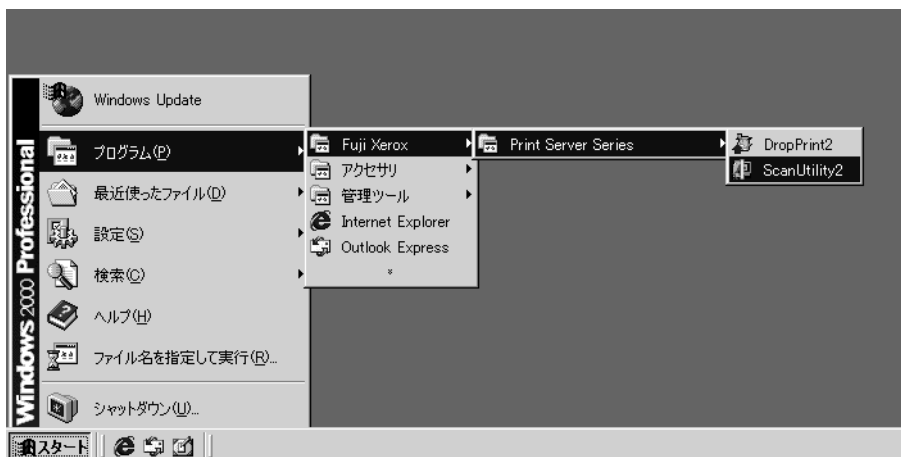 Windows 2000 Professional
Windows Update
プログラム(P)
最近使ったファイル(D)
設定(S)
検索(C)
ヘルプ(H)
ファイル名を指定して実行(R)...
シャットダウン(U)...
Fuji Xerox
アクセサリ
管理ツール
Internet Explorer
Outlook Express
Print Server Series
DropPrint2
ScanUtility2
スタート